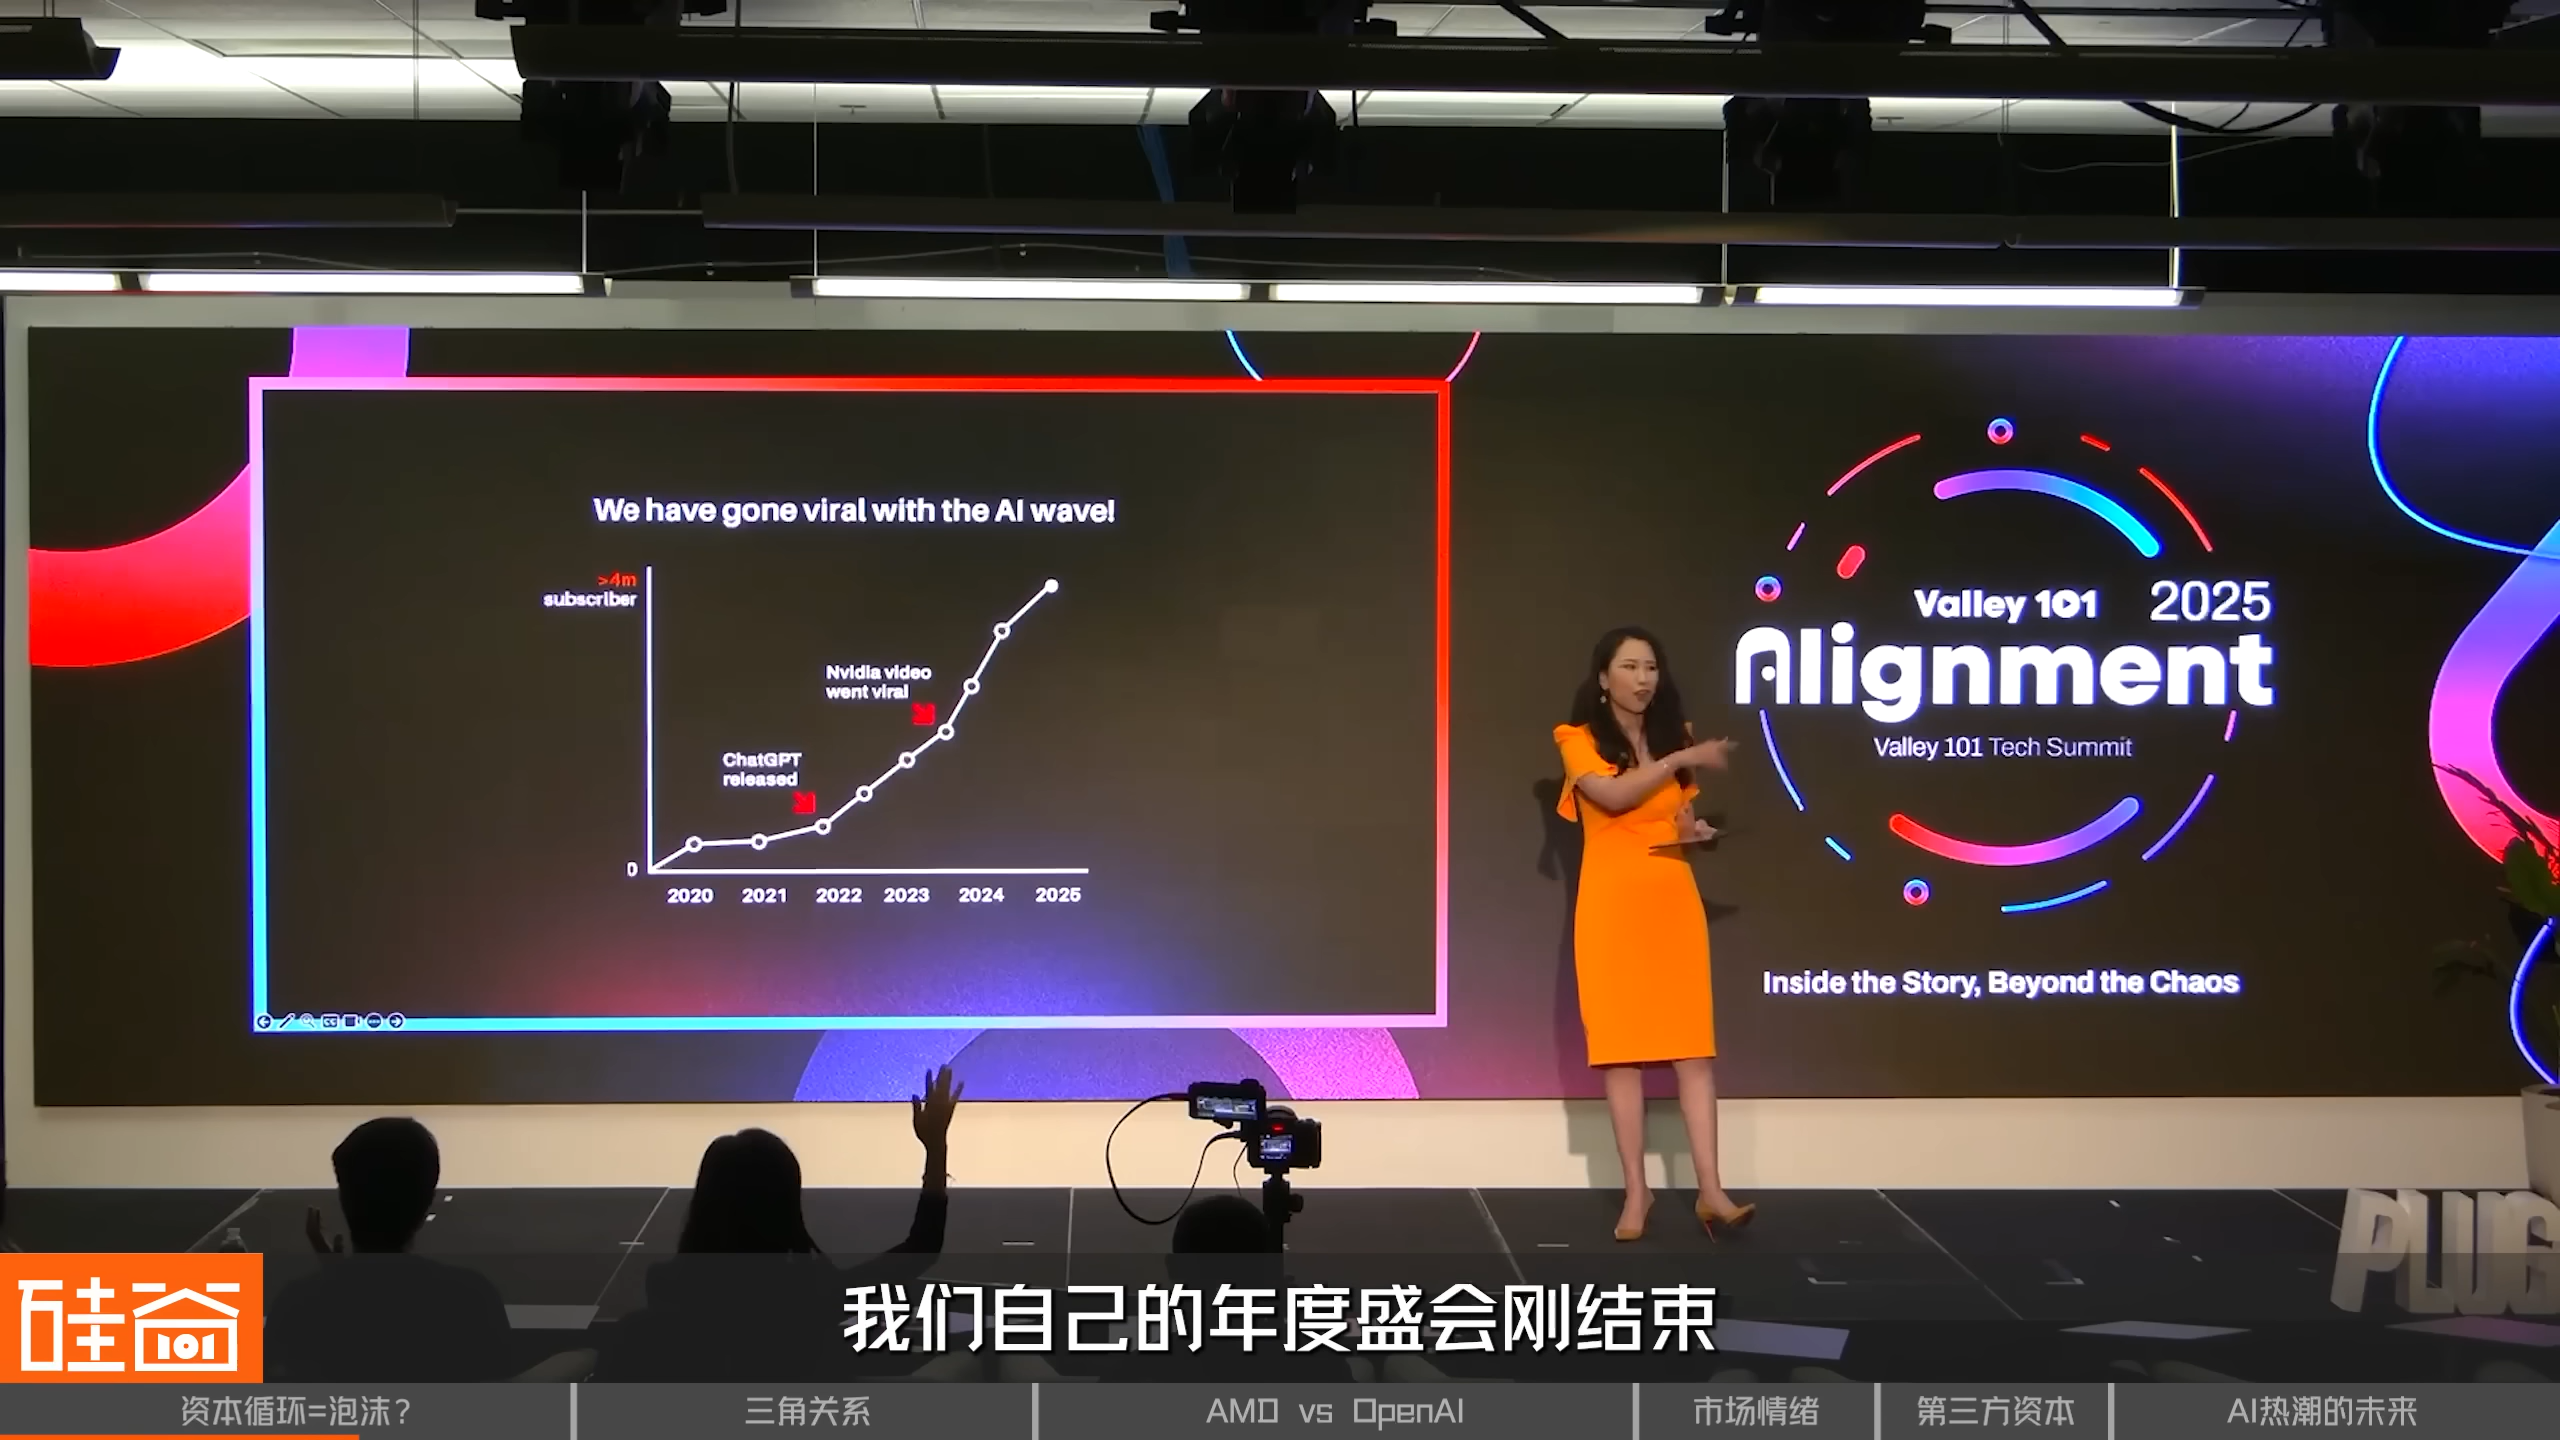 We have gone viral with the AI wave!
>4m
subscriber
Nvidia video
went viral
ChatGPT
released
0
2020 2021 2022 2023 2024 2025
Valley 101 2025
Alignment
Valley 101 Tech Summit
Inside the Story, Beyond the Chaos
PLUG
硅谷
101
我们自己的年度盛会刚结束
资本循环=泡沫？ 三角关系 AMD vs OpenAI 市场情绪 第三方资本 AI热潮的未来